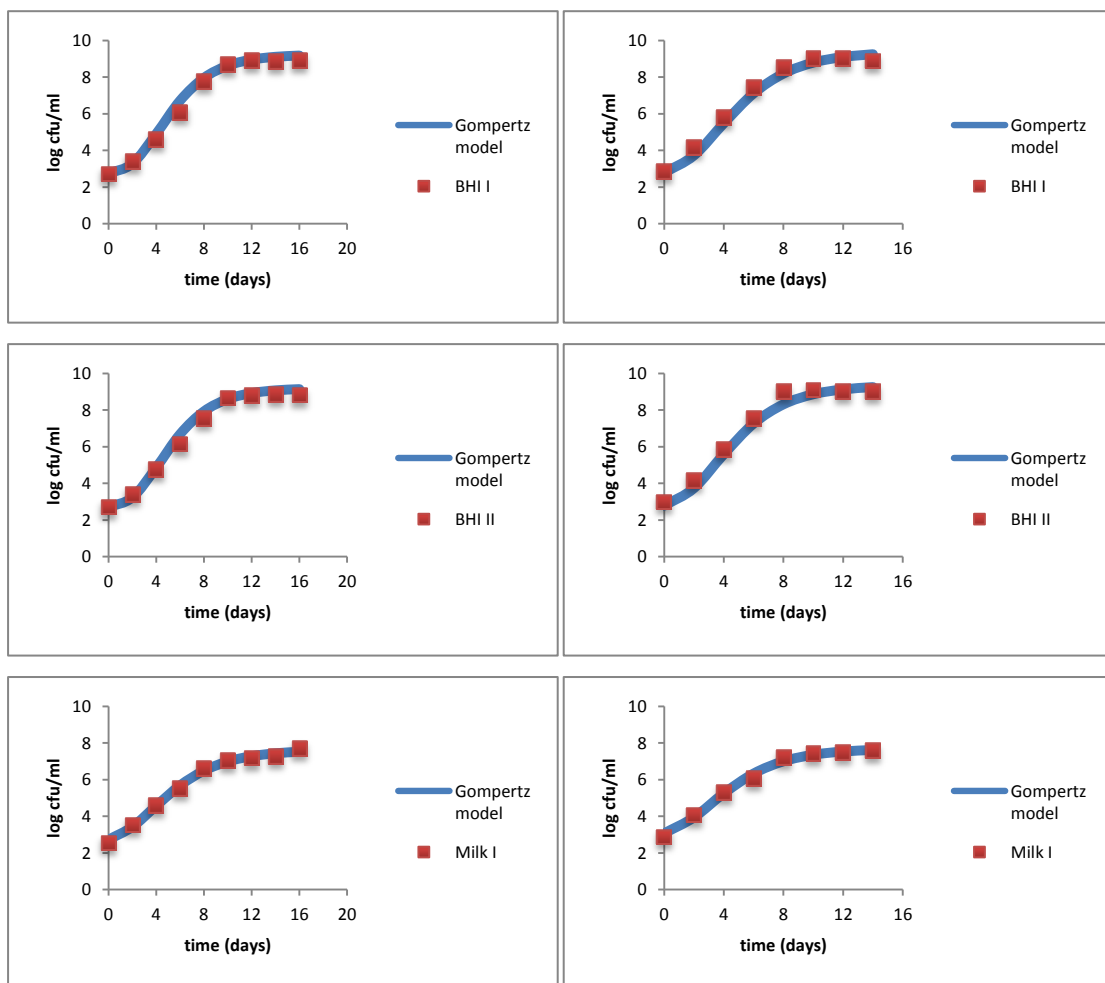 10
8
6
4
2
0
log cfu/ml
0 4 8 12 16 20
time (days)
Gompertz
model
BHI I
10
8
6
4
2
0
log cfu/ml
0 4 8 12 16
time (days)
Gompertz
model
BHI I
10
8
6
4
2
0
log cfu/ml
0 4 8 12 16 20
time (days)
Gompertz
model
BHI II
10
8
6
4
2
0
log cfu/ml
0 4 8 12 16
time (days)
Gompertz
model
BHI II
10
8
6
4
2
0
log cfu/ml
0 4 8 12 16 20
time (days)
Gompertz
model
Milk I
10
8
6
4
2
0
log cfu/ml
0 4 8 12 16
time (days)
Gompertz
model
Milk I